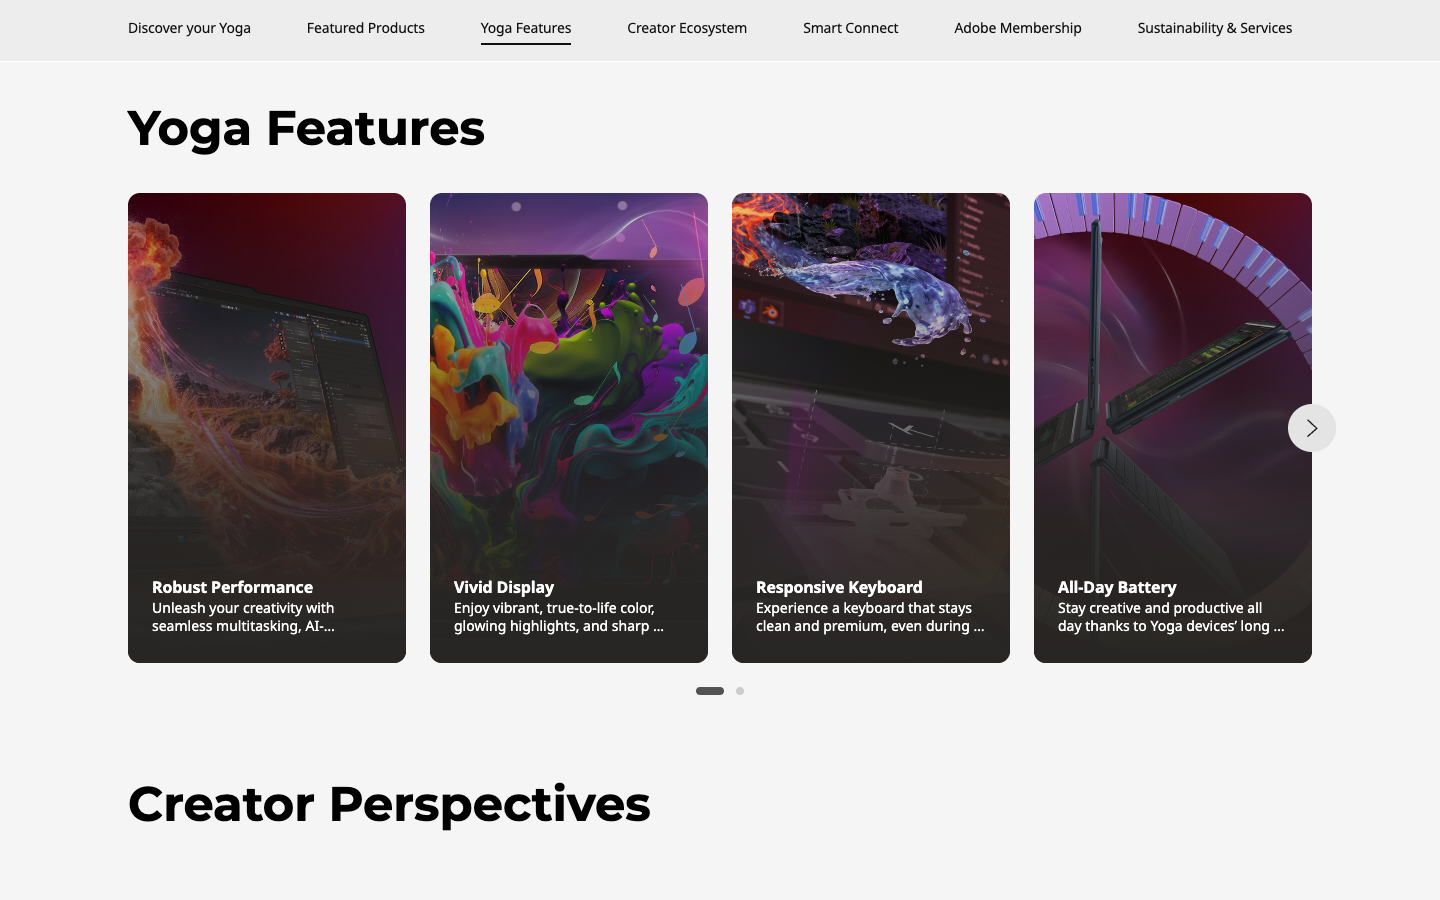 Discover your Yoga
Featured Products
Yoga Features
Creator Ecosystem
Smart Connect
Adobe Membership
Sustainability & Services
Yoga Features
Robust Performance
Unleash your creativity with
seamless multitasking, AI-...
Vivid Display
Enjoy vibrant, true-to-life color,
glowing highlights, and sharp ...
Responsive Keyboard
Experience a keyboard that stays
clean and premium, even during ...
All-Day Battery
Stay creative and productive all
day thanks to Yoga devices’ long ...
Creator Perspectives